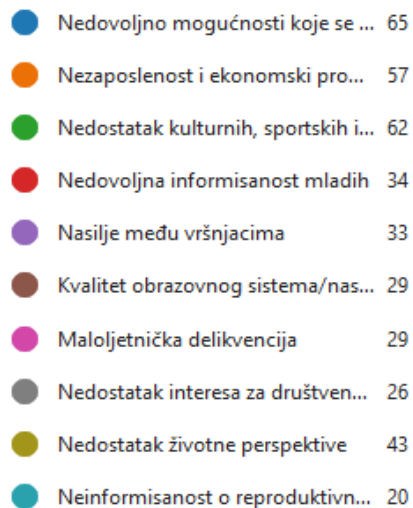 Nedovoljno mogućnosti koje se ... 65
Nezaposlenost i ekonomski pro... 57
Nedostatak kulturnih, sportskih i... 62
Nedovoljna informisanost mladih 34
Nasilje među vršnjacima 33
Kvalitet obrazovnog sistema/nas... 29
Maloljetnička delikvencija 29
Nedostatak interesa za društven... 26
Nedostatak životne perspektive 43
Neinformisanost o reproduktivn... 20